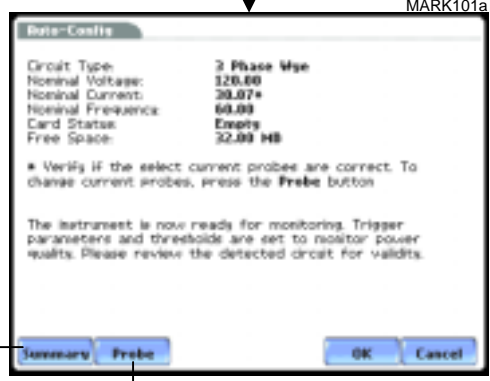 MARK101a
Auto-Config
Circuit Type: 3 Phase Wye
Nominal Voltage: 120.00
Nominal Current: 30.07*
Nominal Frequency: 60.00
Card Status: Empty
Free Space: 32.00 MB
* Verify if the select current probes are correct. To
change current probes, press the Probe button
The instrument is now ready for monitoring. Trigger
parameters and thresholds are set to monitor power
quality. Please review the detected circuit for validity.
Summary Probe OK Cancel